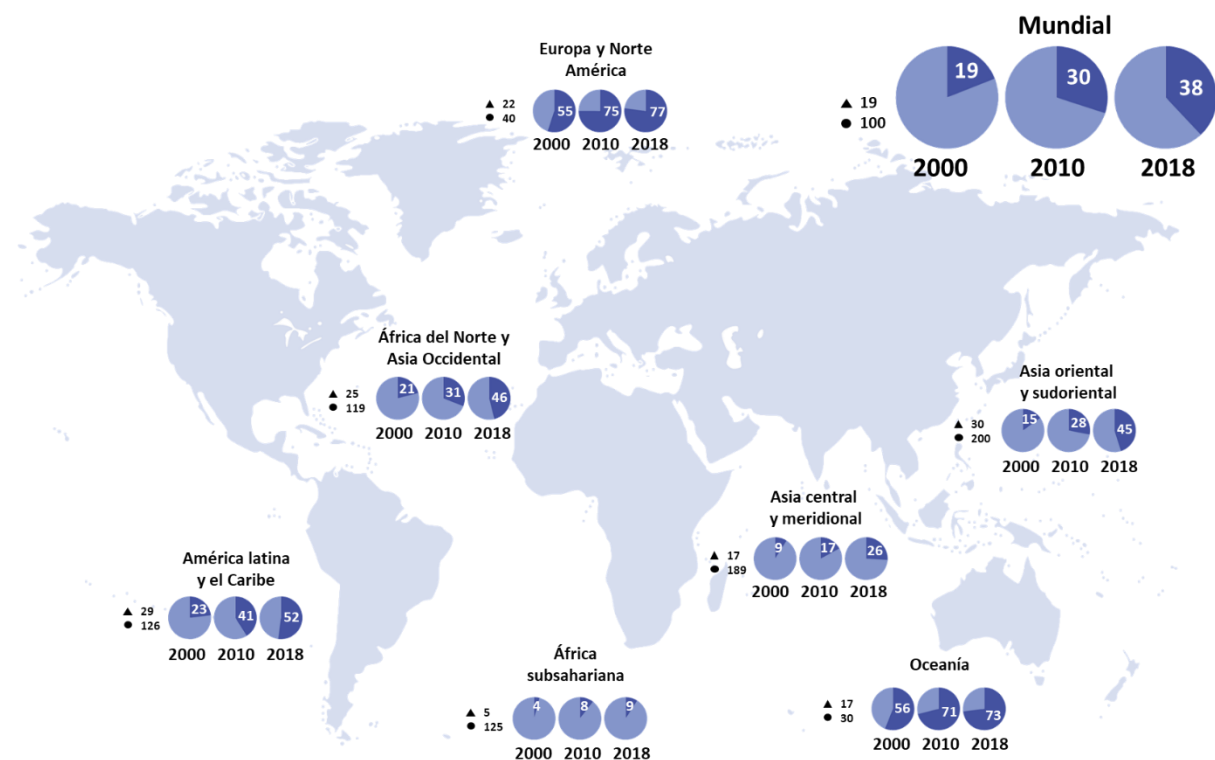 Mundial
▲ 19
● 100
19 30 38
2000 2010 2018
Europa y Norte
América
▲ 22
● 40
55 75 77
2000 2010 2018
África del Norte y
Asia Occidental
▲ 25
● 119
21 31 46
2000 2010 2018
Asia oriental
y sudoriental
▲ 30
● 200
15 28 45
2000 2010 2018
Asia central
y meridional
▲ 17
● 189
9 17 26
2000 2010 2018
América latina
y el Caribe
▲ 29
● 126
23 41 52
2000 2010 2018
África
subsahariana
▲ 5
● 125
4 8 9
2000 2010 2018
Oceanía
▲ 17
● 30
56 71 73
2000 2010 2018